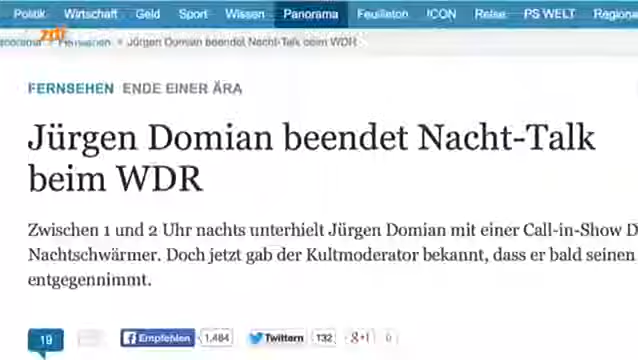 Politik Wirtschaft Geld Sport Wissen Panorama Feuilleton ICON Reise PS WELT Regiona
anorama » Fernsehen » Jürgen Domian beendet Nacht-Talk beim WDR
FERNSEHEN ENDE EINER ÄRA
Jürgen Domian beendet Nacht-Talk
beim WDR
Zwischen 1 und 2 Uhr nachts unterhielt Jürgen Domian mit einer Call-in-Show D
Nachtschwärmer. Doch jetzt gab der Kultmoderator bekannt, dass er bald seinen
entgegennimmt.
19 Empfehlen 1.484 Twittern 132 g+1 0